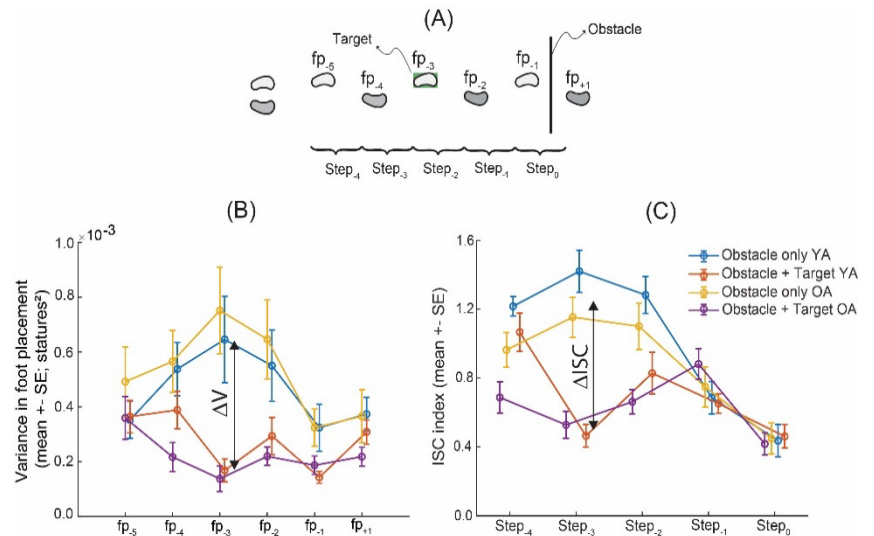 (A)
Target
Obstacle
fp-5
fp-4
fp-3
fp-2
fp-1
fp+1
Step-4
Step-3
Step-2
Step-1
Step0
(B)
×10-3
Variance in foot placement
(mean +- SE; statures²)
1.0
0.8
0.6
0.4
0.2
0.0
ΔV
fp-5
fp-4
fp-3
fp-2
fp-1
fp+1
(C)
ISC index (mean +- SE)
1.6
1.2
0.8
0.4
0.0
ΔISC
Obstacle only YA
Obstacle + Target YA
Obstacle only OA
Obstacle + Target OA
Step-4
Step-3
Step-2
Step-1
Step0